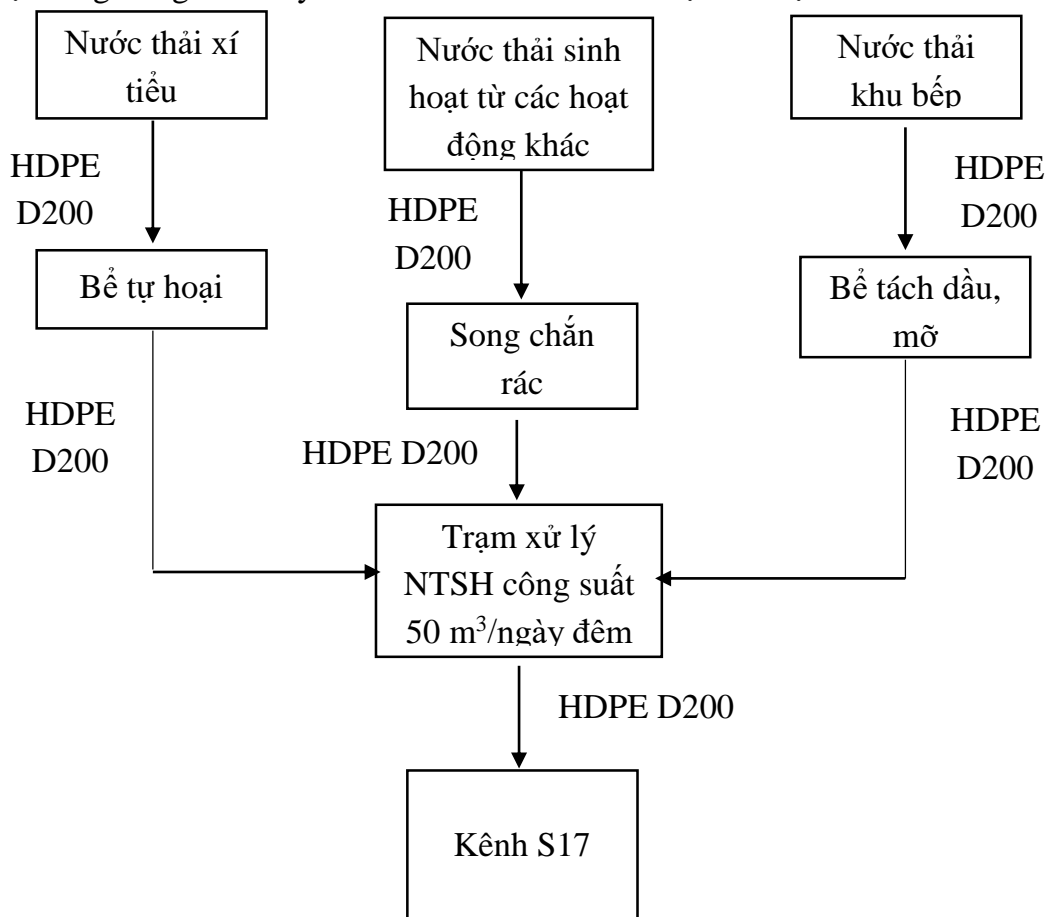 Nước thải xí
tiểu
Nước thải sinh
hoạt từ các hoạt
động khác
Nước thải
khu bếp
HDPE
D200
HDPE
D200
HDPE
D200
Bể tự hoại
Song chắn
rác
Bể tách dầu,
mỡ
HDPE
D200
HDPE D200
HDPE
D200
Trạm xử lý
NTSH công suất
50 m³/ngày đêm
HDPE D200
Kênh S17